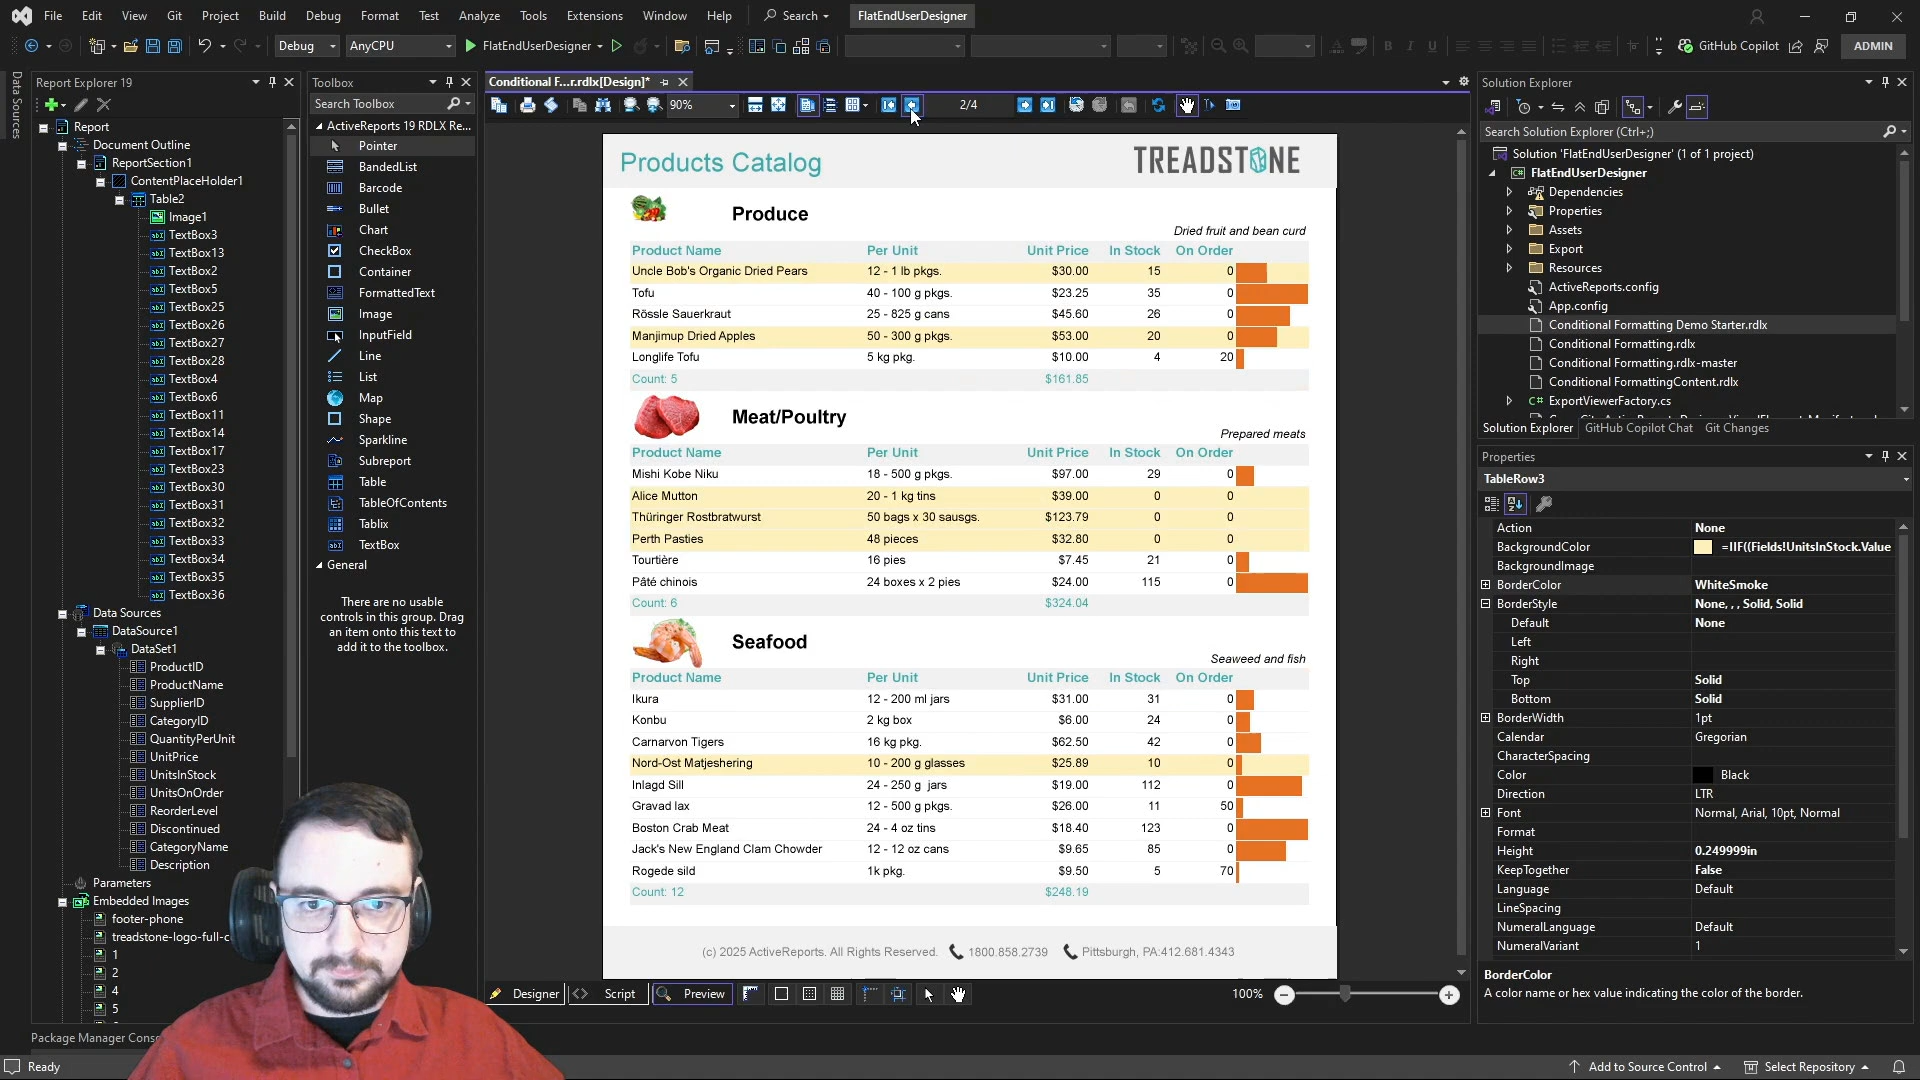 File Edit View Git Project Build Debug Format Test Analyze Tools Extensions Window Help Search FlatEndUserDesigner
Debug AnyCPU FlatEndUserDesigner GitHub Copilot ADMIN
Data Sources
Report Explorer 19
Report
Document Outline
ReportSection1
ContentPlaceHolder1
Table2
Image1
TextBox3
TextBox13
TextBox2
TextBox5
TextBox25
TextBox26
TextBox27
TextBox28
TextBox4
TextBox6
TextBox11
TextBox14
TextBox17
TextBox23
TextBox30
TextBox31
TextBox32
TextBox33
TextBox34
TextBox35
TextBox36
Data Sources
DataSource1
DataSet1
ProductID
ProductName
SupplierID
CategoryID
QuantityPerUnit
UnitPrice
UnitsInStock
UnitsOnOrder
ReorderLevel
Discontinued
CategoryName
Description
Parameters
Embedded Images
footer-phone
treadstone-logo-full-c
1
2
4
5
Package Manager Cons
Ready
Toolbox
Search Toolbox
ActiveReports 19 RDLX Re...
Pointer
BandedList
Barcode
Bullet
Chart
CheckBox
Container
FormattedText
Image
InputField
Line
List
Map
Shape
Sparkline
Subreport
Table
TableOfContents
Tablix
TextBox
General
There are no usable
controls in this group. Drag
an item onto this text to
add it to the toolbox.
Conditional F...r.rdlx[Design]*
90% 2/4
Products Catalog TREADSTONE
Produce
Dried fruit and bean curd
Product Name Per Unit Unit Price In Stock On Order
Uncle Bob's Organic Dried Pears 12 - 1 lb pkgs. $30.00 15 0
Tofu 40 - 100 g pkgs. $23.25 35 0
Rössle Sauerkraut 25 - 825 g cans $45.60 26 0
Manjimup Dried Apples 50 - 300 g pkgs. $53.00 20 0
Longlife Tofu 5 kg pkg. $10.00 4 20
Count: 5 $161.85
Meat/Poultry
Prepared meats
Product Name Per Unit Unit Price In Stock On Order
Mishi Kobe Niku 18 - 500 g pkgs. $97.00 29 0
Alice Mutton 20 - 1 kg tins $39.00 0 0
Thüringer Rostbratwurst 50 bags x 30 sausgs. $123.79 0 0
Perth Pasties 48 pieces $32.80 0 0
Tourtière 16 pies $7.45 21 0
Pâté chinois 24 boxes x 2 pies $24.00 115 0
Count: 6 $324.04
Seafood
Seaweed and fish
Product Name Per Unit Unit Price In Stock On Order
Ikura 12 - 200 ml jars $31.00 31 0
Konbu 2 kg box $6.00 24 0
Carnarvon Tigers 16 kg pkg. $62.50 42 0
Nord-Ost Matjeshering 10 - 200 g glasses $25.89 10 0
Inlagd Sill 24 - 250 g jars $19.00 112 0
Gravad lax 12 - 500 g pkgs. $26.00 11 50
Boston Crab Meat 24 - 4 oz tins $18.40 123 0
Jack's New England Clam Chowder 12 - 12 oz cans $9.65 85 0
Rogede sild 1k pkg. $9.50 5 70
Count: 12 $248.19
(c) 2025 ActiveReports. All Rights Reserved. 1800.858.2739 Pittsburgh, PA:412.681.4343
Designer Script Preview 100%
Solution Explorer
Search Solution Explorer (Ctrl+;)
Solution 'FlatEndUserDesigner' (1 of 1 project)
FlatEndUserDesigner
Dependencies
Properties
Assets
Export
Resources
ActiveReports.config
App.config
Conditional Formatting Demo Starter.rdlx
Conditional Formatting.rdlx
Conditional Formatting.rdlx-master
Conditional FormattingContent.rdlx
ExportViewerFactory.cs
Solution Explorer GitHub Copilot Chat Git Changes
Properties
TableRow3
Action None
BackgroundColor =IIF((Fields!UnitsInStock.Value
BackgroundImage
BorderColor WhiteSmoke
BorderStyle None, , , Solid, Solid
Default None
Left
Right
Top Solid
Bottom Solid
BorderWidth 1pt
Calendar Gregorian
CharacterSpacing
Color Black
Direction LTR
Font Normal, Arial, 10pt, Normal
Format
Height 0.249999in
KeepTogether False
Language Default
LineSpacing
NumeralLanguage Default
NumeralVariant 1
BorderColor
A color name or hex value indicating the color of the border.
Add to Source Control Select Repository